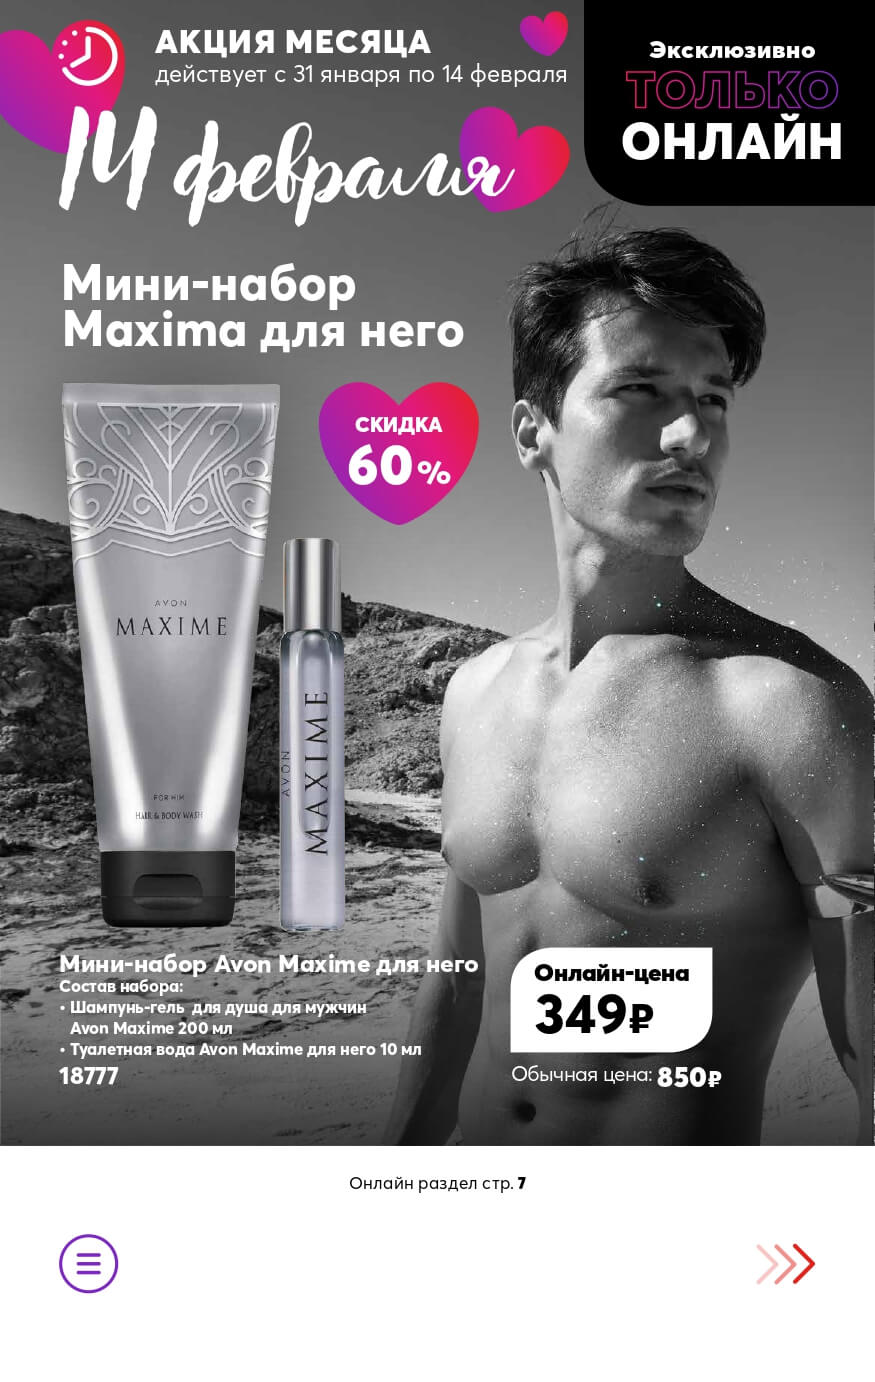 АКЦИЯ МЕСЯЦА
действует с 31 января по 14 февраля
14 февраля
Эксклюзивно
ТОЛЬКО
ОНЛАЙН
Мини-набор
Maxima для него
СКИДКА
60%
AVON
MAXIME
FOR HIM
HAIR & BODY WASH
AVON
MAXIME
Мини-набор Avon Maxime для него
Состав набора:
• Шампунь-гель для душа для мужчин
Avon Maxime 200 мл
• Туалетная вода Avon Maxime для него 10 мл
18777
Онлайн-цена
349₽
Обычная цена: 850₽
Онлайн раздел стр. 7